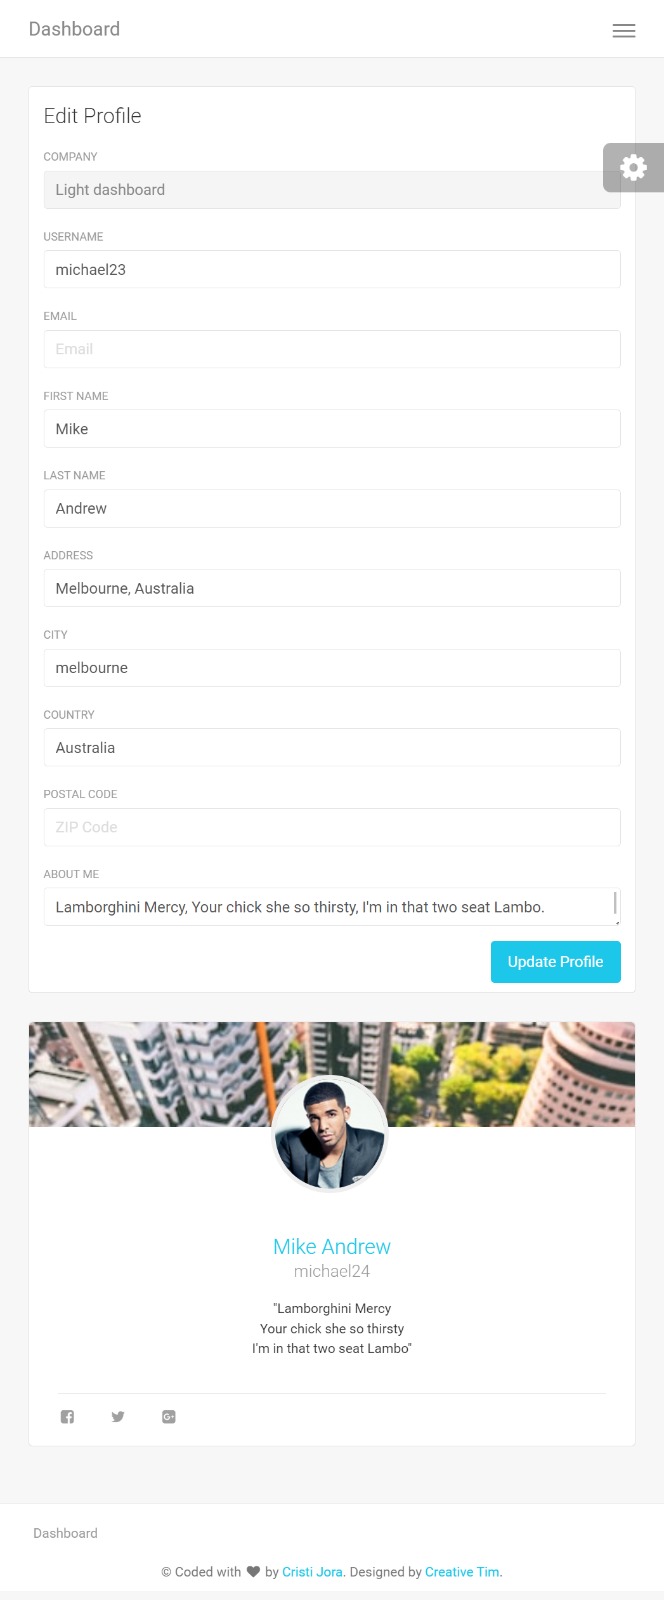 Dashboard
Edit Profile
COMPANY
Light dashboard
USERNAME
michael23
EMAIL
Email
FIRST NAME
Mike
LAST NAME
Andrew
ADDRESS
Melbourne, Australia
CITY
melbourne
COUNTRY
Australia
POSTAL CODE
ZIP Code
ABOUT ME
Lamborghini Mercy, Your chick she so thirsty, I'm in that two seat Lambo.
Update Profile
Mike Andrew
michael24
"Lamborghini Mercy
Your chick she so thirsty
I'm in that two seat Lambo"
Dashboard
© Coded with ♥ by Cristi Jora. Designed by Creative Tim.